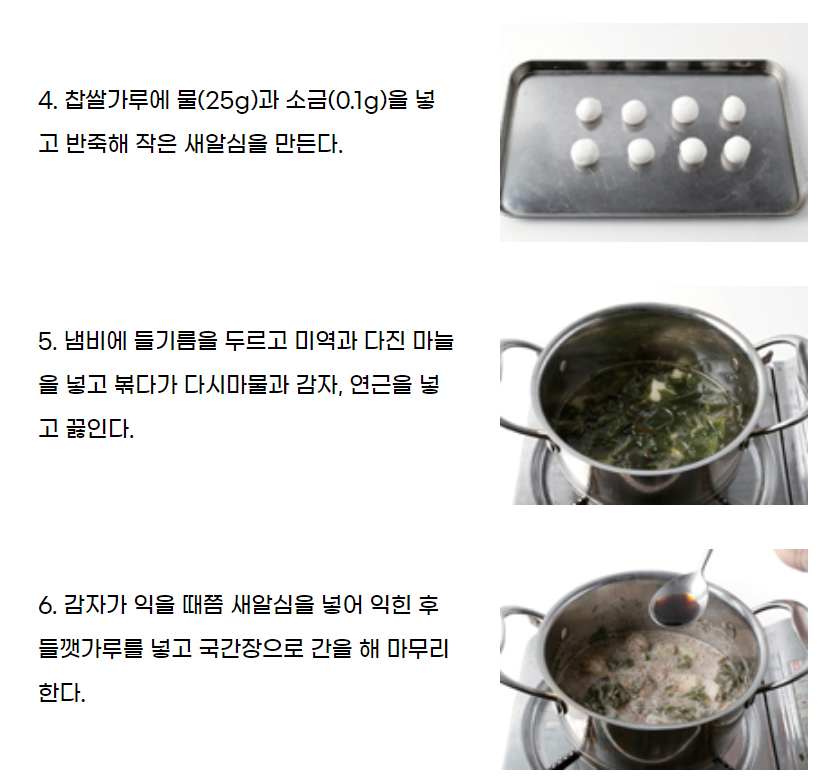 4. 찹쌀가루에 물(25g)과 소금(0.1g)을 넣
고 반죽해 작은 새알심을 만든다.
5. 냄비에 들기름을 두르고 미역과 다진 마늘
을 넣고 볶다가 다시마물과 감자, 연근을 넣
고 끓인다.
6. 감자가 익을 때쯤 새알심을 넣어 익힌 후
들깻가루를 넣고 국간장으로 간을 해 마무리
한다.